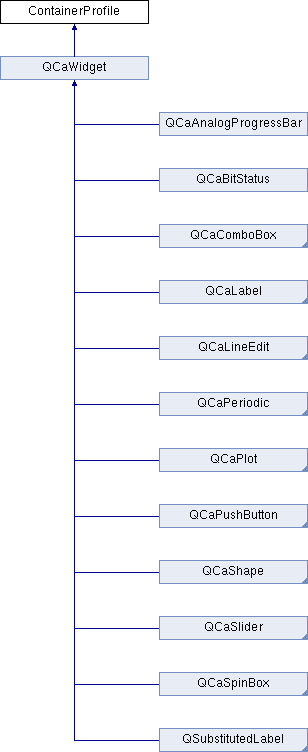 ContainerProfile
QCaWidget
QCaAnalogProgressBar
QCaBitStatus
QCaComboBox
QCaLabel
QCaLineEdit
QCaPeriodic
QCaPlot
QCaPushButton
QCaShape
QCaSlider
QCaSpinBox
QSubstitutedLabel